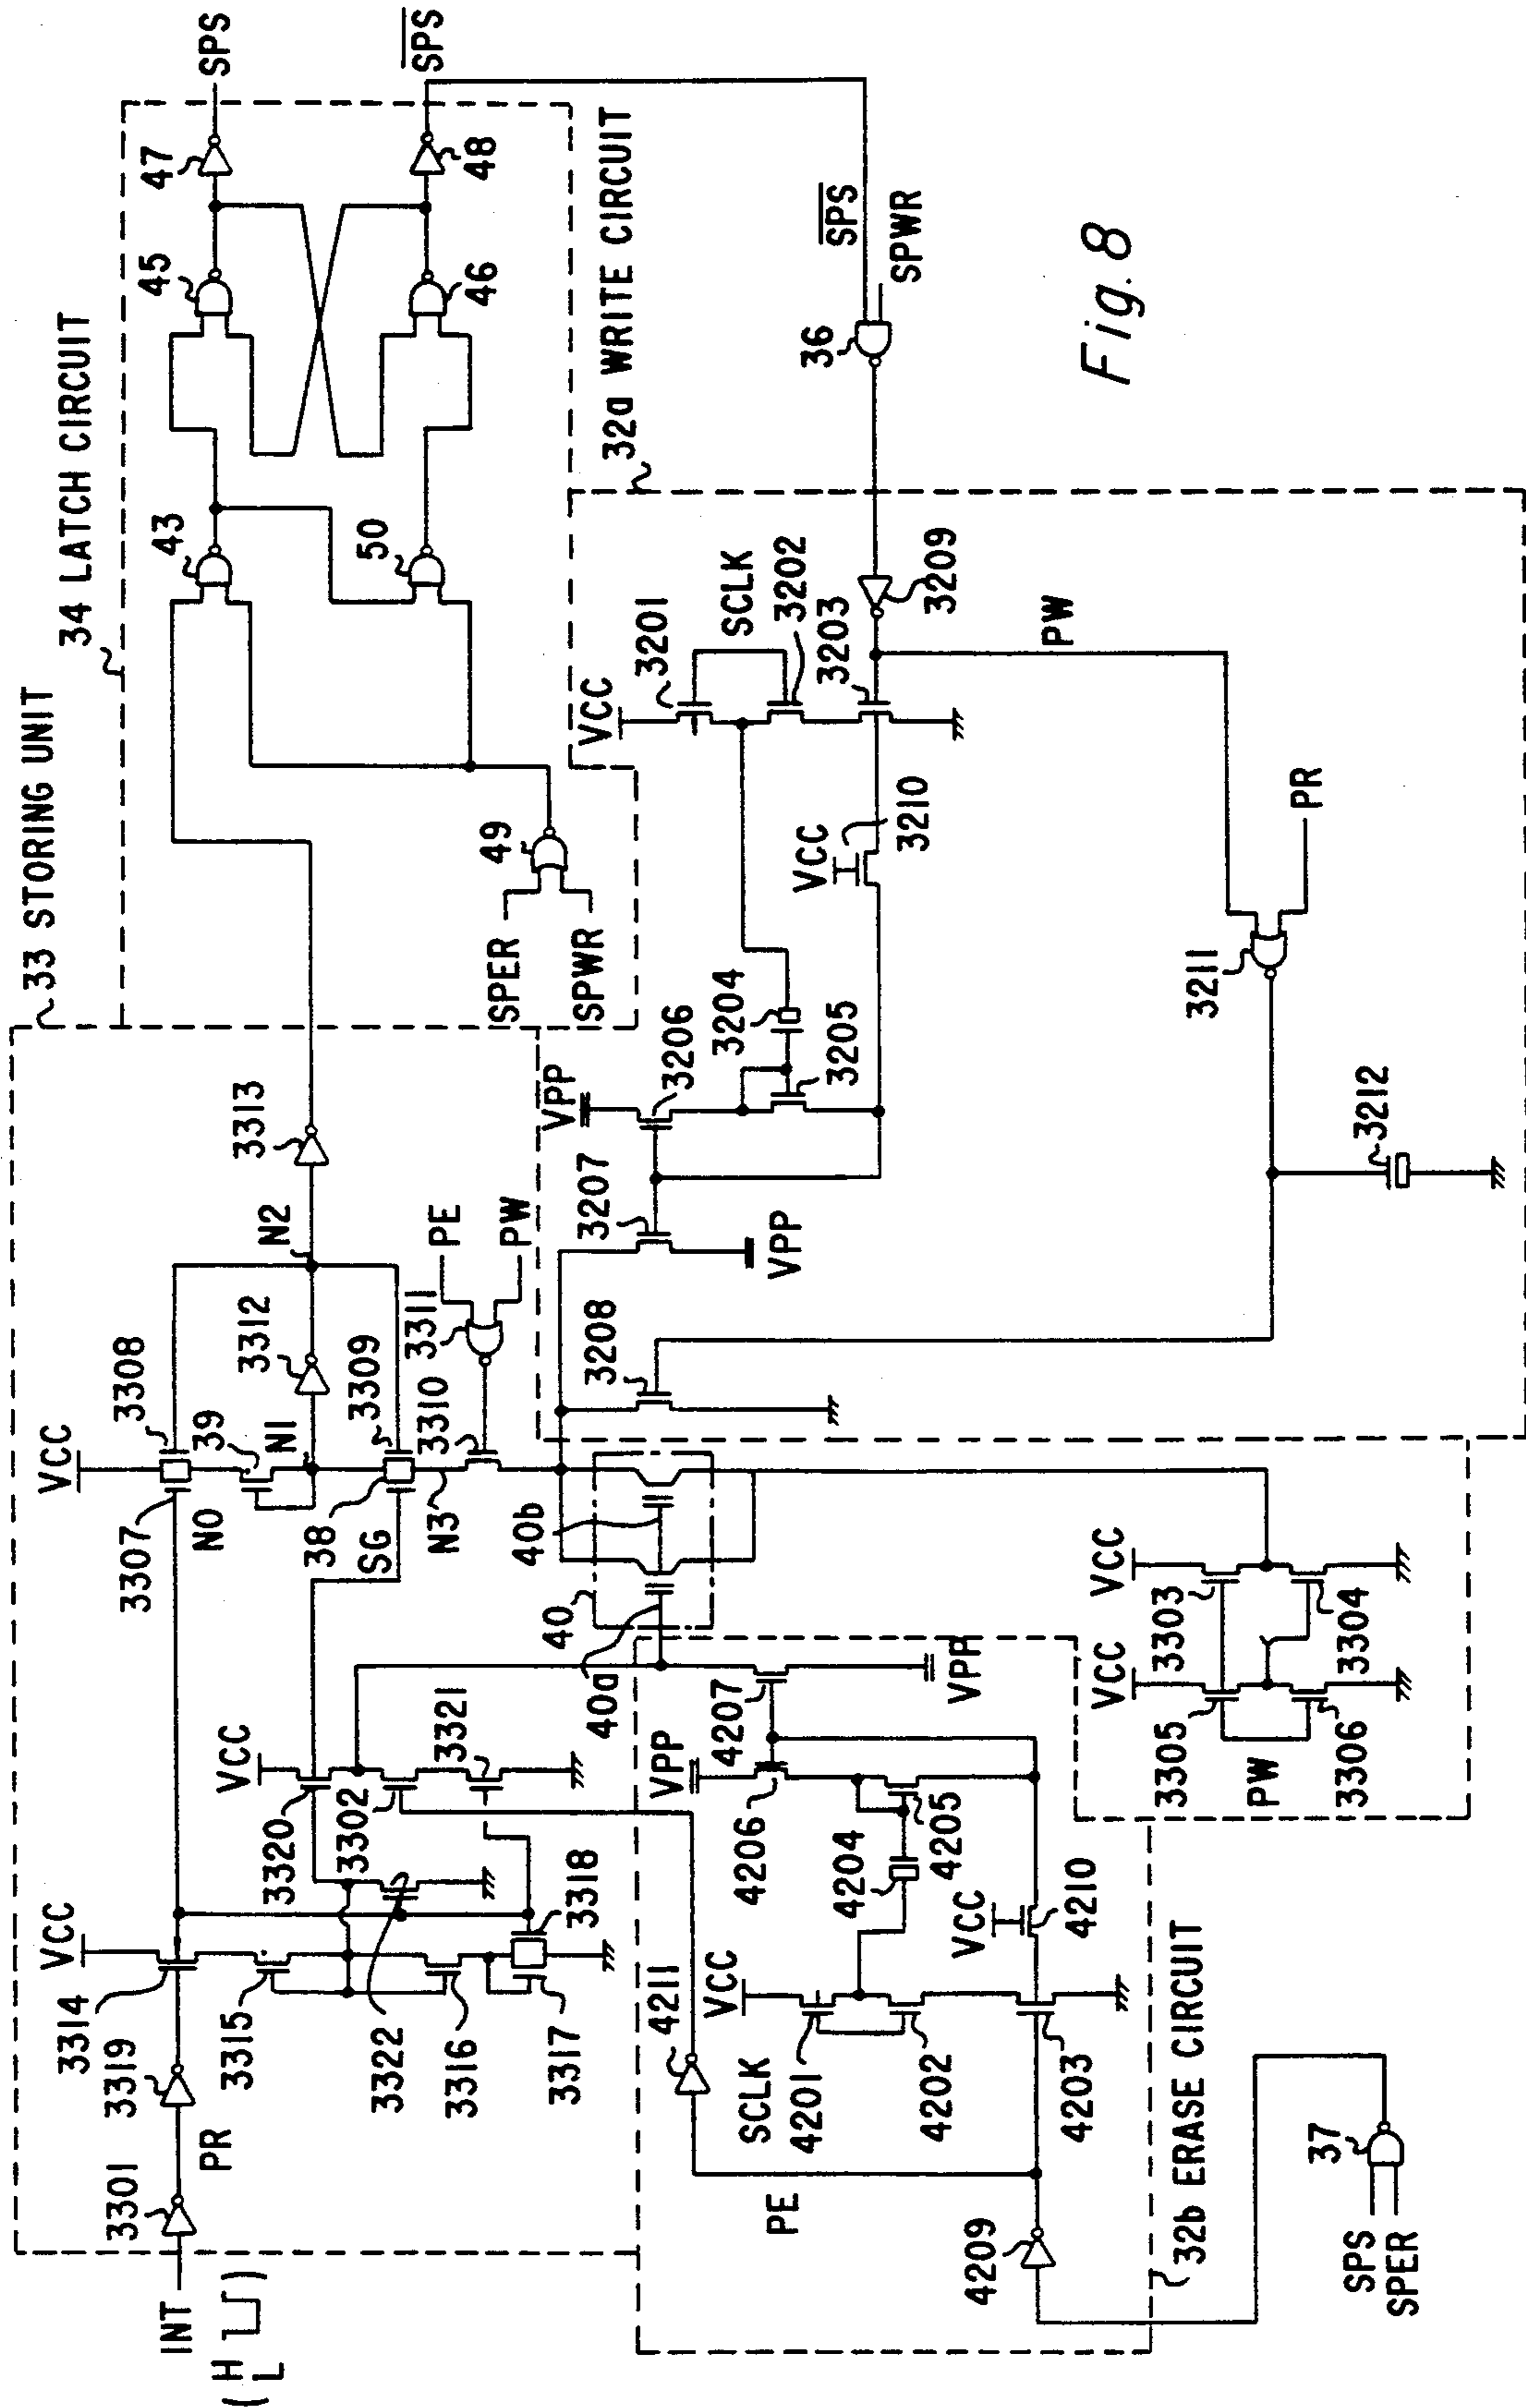 33 STORING UNIT
34 LATCH CIRCUIT
VCC
3307
3308
N0
39
N1
3312
N2
3313
38
SG
3309
N3
3310
3311
PE
PW
43
50
45
46
47
48
SPS
SPS
49
SPER
SPWR
INT
( H
L
)
3301
PR
3319
3314
VCC
3315
3322
3316
3317
3318
3320
VCC
3302
3321
40
40a
40b
32a WRITE CIRCUIT
VCC
3201
SCLK
3202
3203
3209
PW
36
SPS
SPWR
VPP
3206
3204
3205
VCC
3210
3207
VPP
3208
3211
PR
3212
4211
PE
VCC
SCLK
4201
4202
4203
4209
VPP
4206
4207
VPP
4204
4205
VCC
4210
32b ERASE CIRCUIT
37
SPS
SPER
VCC
3305
PW
3306
VCC
3303
3304
Fig. 8